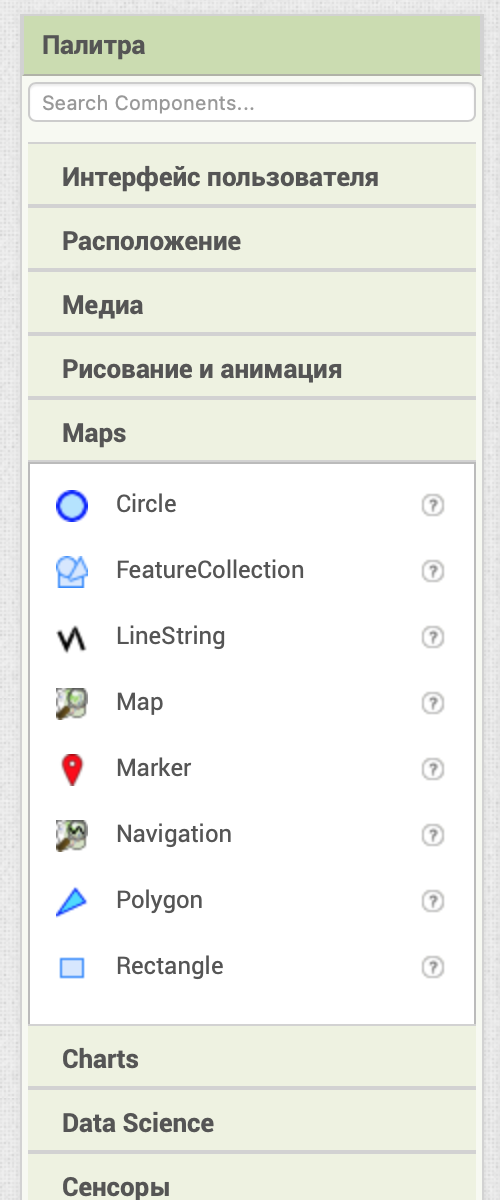 Палитра
Search Components...
Интерфейс пользователя
Расположение
Медиа
Рисование и анимация
Maps
Circle ?
FeatureCollection ?
LineString ?
Map ?
Marker ?
Navigation ?
Polygon ?
Rectangle ?
Charts
Data Science
Сенсоры